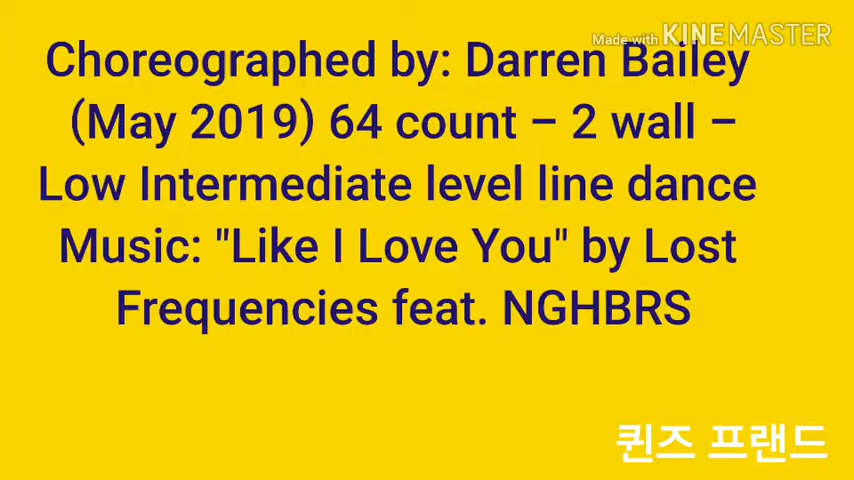 Made with KINEMASTER
Choreographed by: Darren Bailey
(May 2019) 64 count – 2 wall –
Low Intermediate level line dance
Music: "Like I Love You" by Lost
Frequencies feat. NGHBRS
퀸즈 프랜드